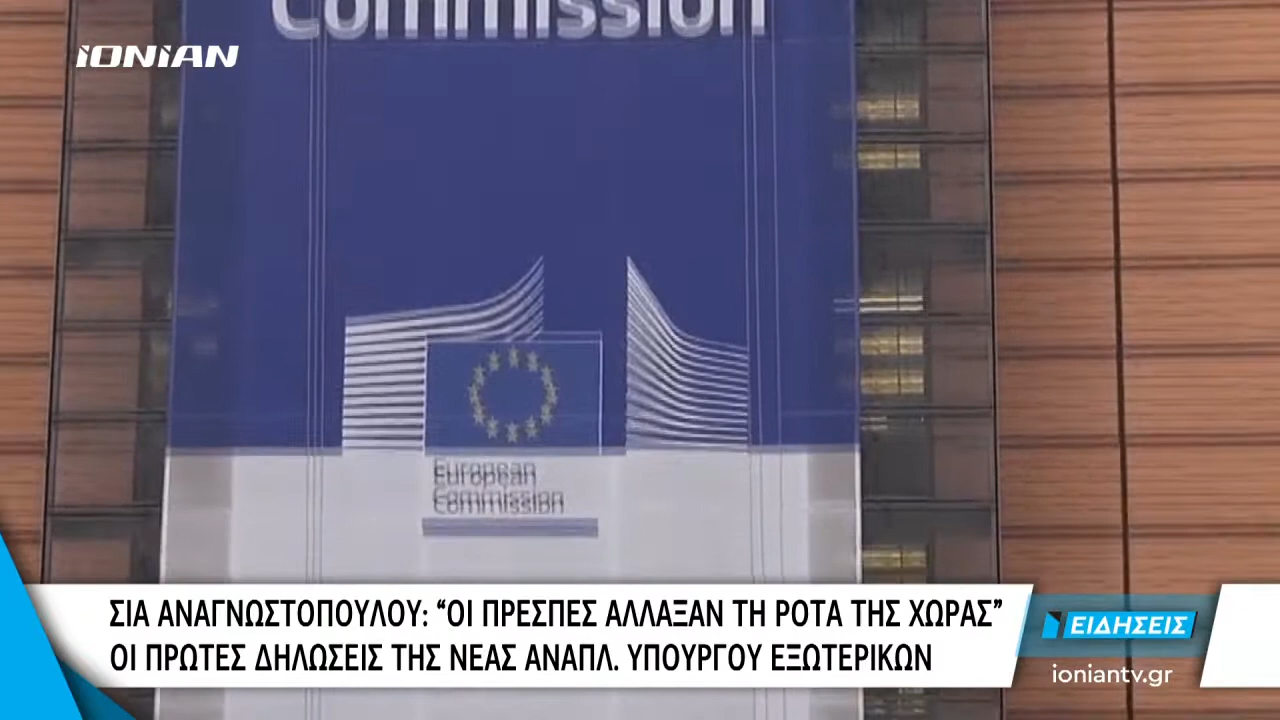 Commission
IONIAN
European
Commission
ΣΙΑ ΑΝΑΓΝΩΣΤΟΠΟΥΛΟΥ: “ΟΙ ΠΡΕΣΠΕΣ ΑΛΛΑΞΑΝ ΤΗ ΡΟΤΑ ΤΗΣ ΧΩΡΑΣ”
ΟΙ ΠΡΩΤΕΣ ΔΗΛΩΣΕΙΣ ΤΗΣ ΝΕΑΣ ΑΝΑΠΛ. ΥΠΟΥΡΓΟΥ ΕΞΩΤΕΡΙΚΩΝ
ΕΙΔΗΣΕΙΣ
ioniantv.gr